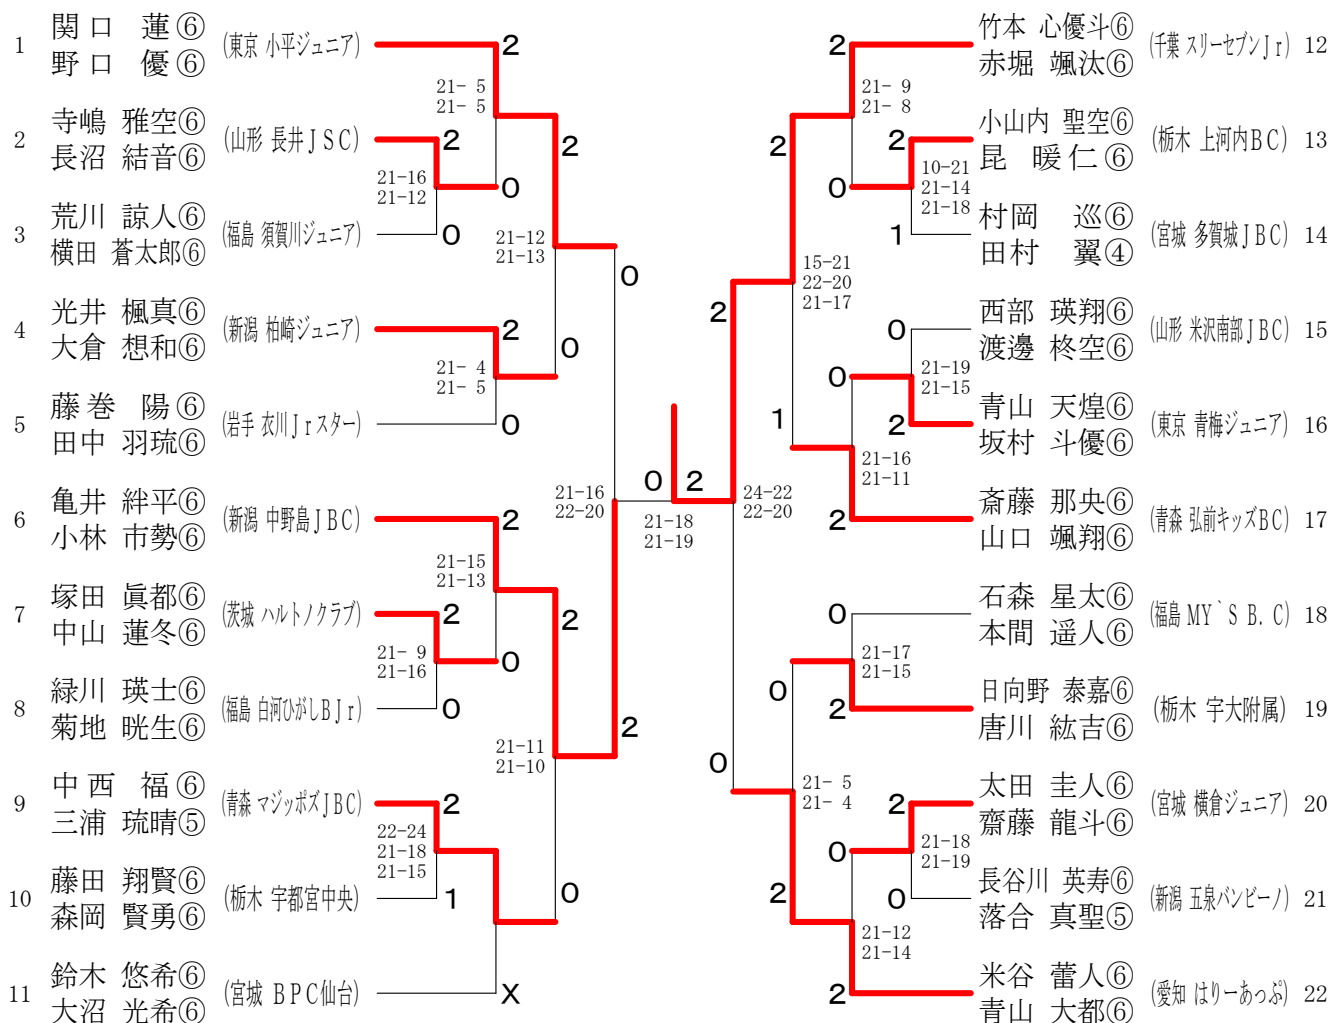 1 関口 蓮⑥ (東京 小平ジュニア)
野口 優⑥
2 寺嶋 雅空⑥ (山形 長井JSC)
長沼 結音⑥
3 荒川 諒人⑥ (福島 須賀川ジュニア)
横田 蒼太郎⑥
4 光井 楓真⑥ (新潟 柏崎ジュニア)
大倉 想和⑥
5 藤巻 陽⑥ (岩手 衣川Jrスター)
田中 羽琉⑥
6 亀井 絆平⑥ (新潟 中野島JBC)
小林 市勢⑥
7 塚田 眞都⑥ (茨城 ハルトノクラブ)
中山 蓮冬⑥
8 緑川 瑛士⑥ (福島 白河ひがしBJr)
菊地 晄生⑥
9 中西 福⑥ (青森 マジッポズJBC)
三浦 琉晴⑤
10 藤田 翔賢⑥ (栃木 宇都宮中央)
森岡 賢勇⑥
11 鈴木 悠希⑥ (宮城 BPC仙台)
大沼 光希⑥
2
21- 5
21- 5
2
21-16
21-12
0
0
2
21-12
21-13
2
21- 4
21- 5
0
0
0
2
21-15
21-13
2
21- 9
21-16
0
0
2
21-16
22-20
21-11
21-10
2
2
22-24
21-18
21-15
1
0
X
0 2
21-18
21-19
2
21- 9
21- 8
2
10-21
21-14
21-18
0
1
2
15-21
22-20
21-17
2
0
21-19
21-15
0
2
1
21-16
21-11
2
24-22
22-20
0
21-17
21-15
2
0
0
21- 5
21- 4
2
21-18
21-19
0
0
2
21-12
21-14
2
竹本 心優斗⑥ (千葉 スリーセブンJr) 12
赤堀 颯汰⑥
小山内 聖空⑥ (栃木 上河内BC) 13
昆 暖仁⑥
村岡 巡⑥ (宮城 多賀城JBC) 14
田村 翼④
西部 瑛翔⑥ (山形 米沢南部JBC) 15
渡邊 柊空⑥
青山 天煌⑥ (東京 青梅ジュニア) 16
坂村 斗優⑥
斎藤 那央⑥ (青森 弘前キッズBC) 17
山口 颯翔⑥
石森 星太⑥ (福島 MY`S B.C) 18
本間 遥人⑥
日向野 泰嘉⑥ (栃木 宇大附属) 19
唐川 紘吉⑥
太田 圭人⑥ (宮城 横倉ジュニア) 20
齋藤 龍斗⑥
長谷川 英寿⑥ (新潟 五泉バンビーノ) 21
落合 真聖⑤
米谷 蕾人⑥ (愛知 はりーあっぷ) 22
青山 大都⑥